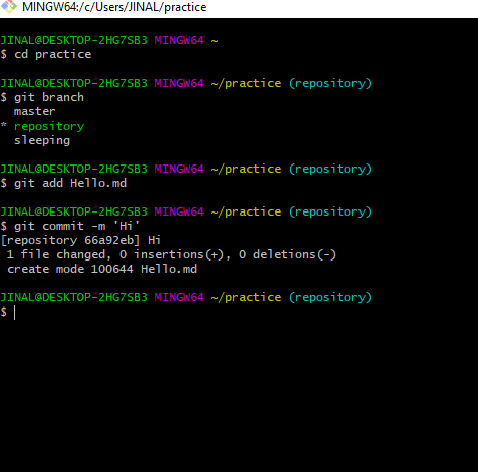 MINGW64:/c/Users/JINAL/practice
JINAL@DESKTOP-2HG7SB3 MINGW64 ~
$ cd practice
JINAL@DESKTOP-2HG7SB3 MINGW64 ~/practice (repository)
$ git branch
  master
* repository
  sleeping
JINAL@DESKTOP-2HG7SB3 MINGW64 ~/practice (repository)
$ git add Hello.md
JINAL@DESKTOP-2HG7SB3 MINGW64 ~/practice (repository)
$ git commit -m 'Hi'
[repository 66a92eb] Hi
 1 file changed, 0 insertions(+), 0 deletions(-)
 create mode 100644 Hello.md
JINAL@DESKTOP-2HG7SB3 MINGW64 ~/practice (repository)
$